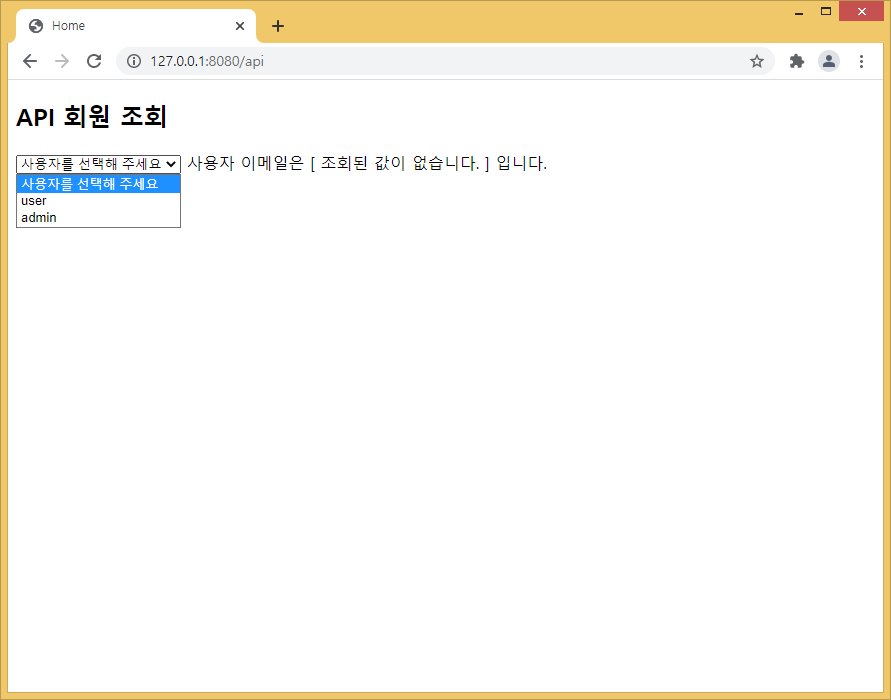 Home
127.0.0.1:8080/api
API 회원 조회
사용자를 선택해 주세요 사용자 이메일은 [ 조회된 값이 없습니다. ] 입니다.
사용자를 선택해 주세요
user
admin